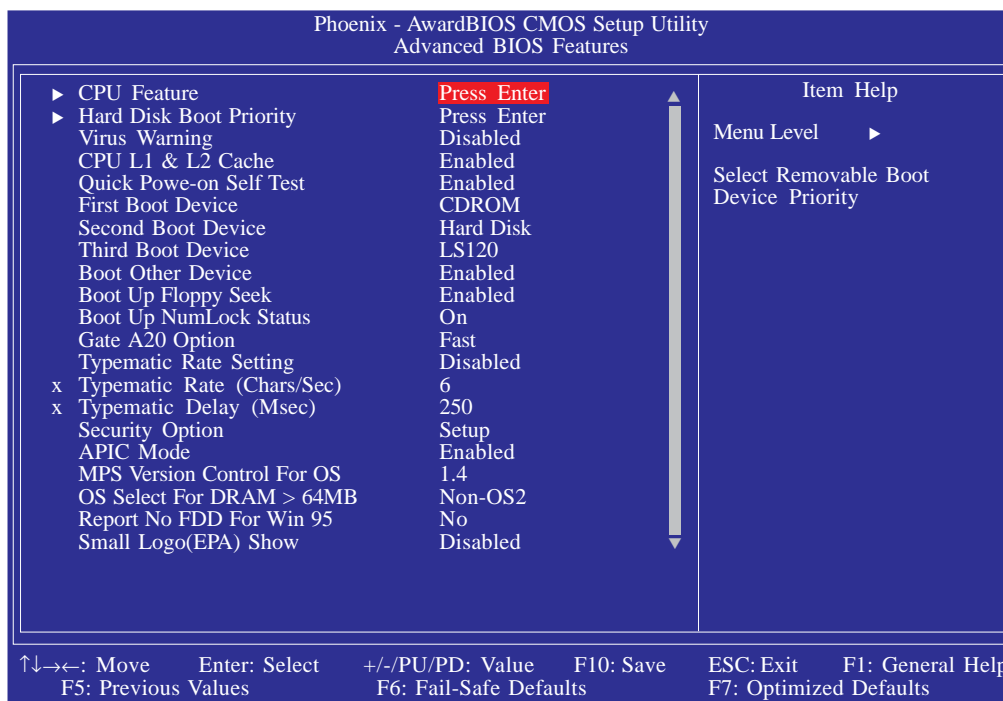 Phoenix - AwardBIOS CMOS Setup Utility
Advanced BIOS Features
▶ CPU Feature Press Enter
▶ Hard Disk Boot Priority Press Enter
Virus Warning Disabled
CPU L1 & L2 Cache Enabled
Quick Powe-on Self Test Enabled
First Boot Device CDROM
Second Boot Device Hard Disk
Third Boot Device LS120
Boot Other Device Enabled
Boot Up Floppy Seek Enabled
Boot Up NumLock Status On
Gate A20 Option Fast
Typematic Rate Setting Disabled
x Typematic Rate (Chars/Sec) 6
x Typematic Delay (Msec) 250
Security Option Setup
APIC Mode Enabled
MPS Version Control For OS 1.4
OS Select For DRAM > 64MB Non-OS2
Report No FDD For Win 95 No
Small Logo(EPA) Show Disabled
Item Help
Menu Level ▶
Select Removable Boot
Device Priority
↑↓→←: Move Enter: Select +/-/PU/PD: Value F10: Save ESC: Exit F1: General Help
F5: Previous Values F6: Fail-Safe Defaults F7: Optimized Defaults